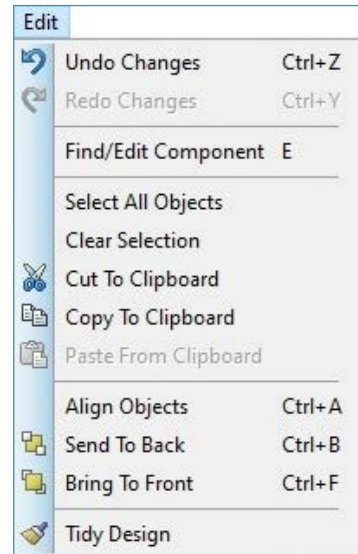 Edit
Undo Changes Ctrl+Z
Redo Changes Ctrl+Y
Find/Edit Component E
Select All Objects
Clear Selection
Cut To Clipboard
Copy To Clipboard
Paste From Clipboard
Align Objects Ctrl+A
Send To Back Ctrl+B
Bring To Front Ctrl+F
Tidy Design